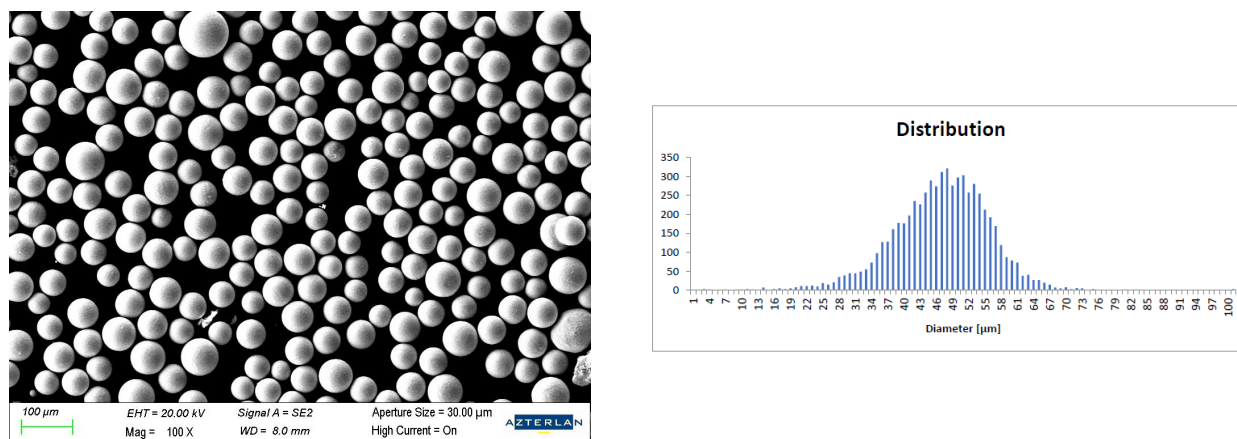 100 µm
EHT = 20.00 kV
Signal A = SE2
Aperture Size = 30.00 µm
Mag = 100 X
WD = 8.0 mm
High Current = On
AZTERLAN
Distribution
350
300
250
200
150
100
50
0
1 4 7 10 13 16 19 22 25 28 31 34 37 40 43 46 49 52 55 58 61 64 67 70 73 76 79 82 85 88 91 94 97 100
Diameter [µm]